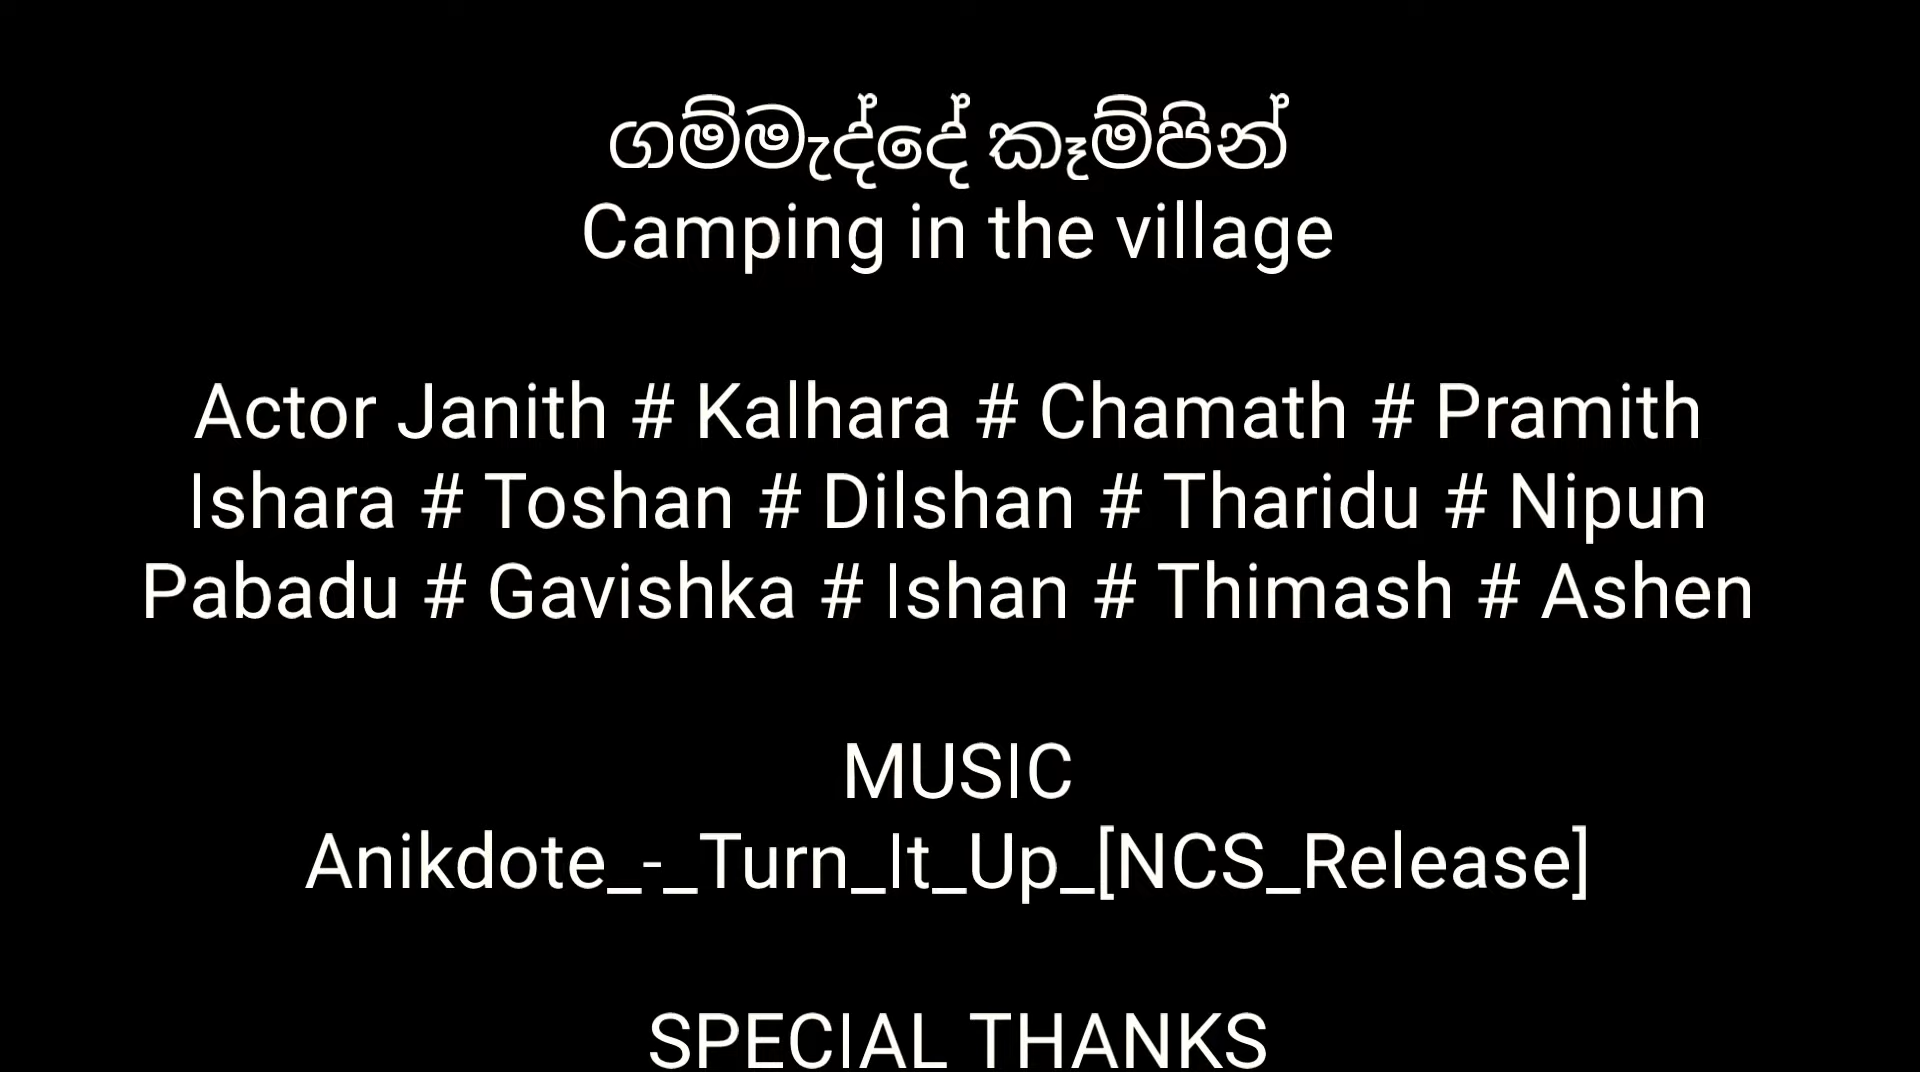 ගම්මැද්දේ කෑම්පින්
Camping in the village
Actor Janith # Kalhara # Chamath # Pramith
Ishara # Toshan # Dilshan # Tharidu # Nipun
Pabadu # Gavishka # Ishan # Thimash # Ashen
MUSIC
Anikdote_-_Turn_It_Up_[NCS_Release]
SPECIAL THANKS